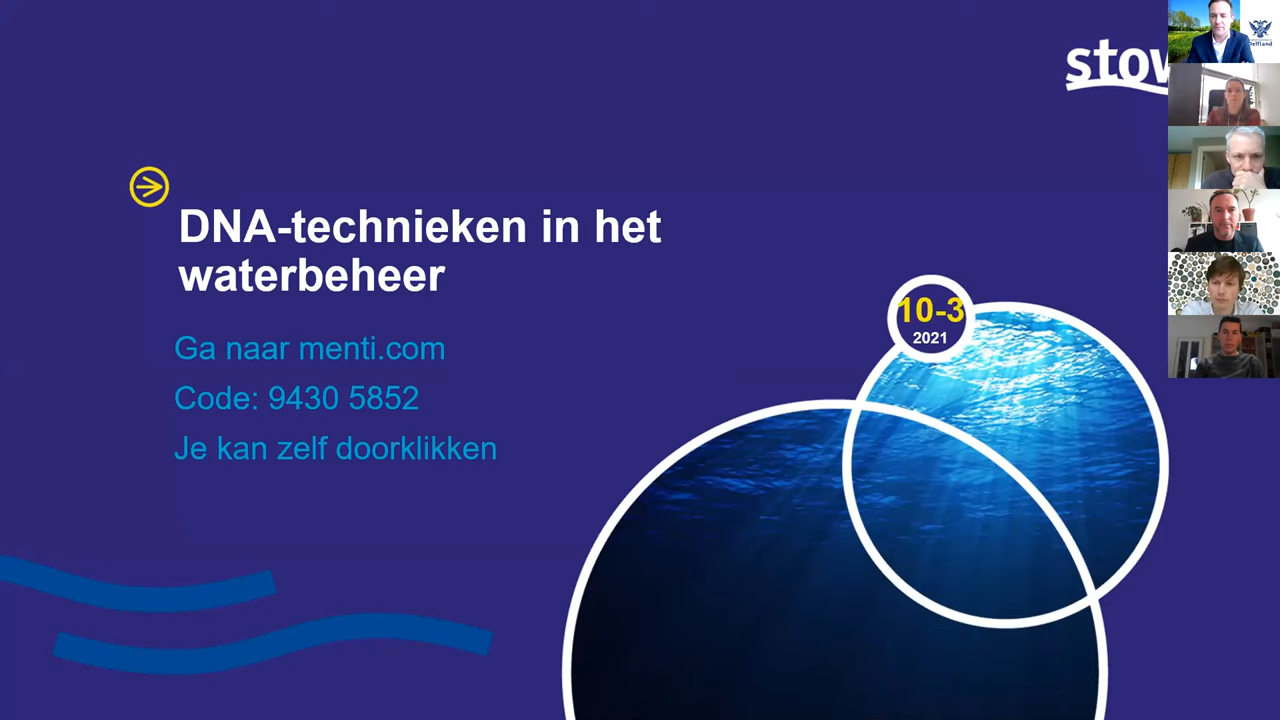 stow
DNA-technieken in het
waterbeheer
Ga naar menti.com
Code: 9430 5852
Je kan zelf doorklikken
10-3
2021
Delfland